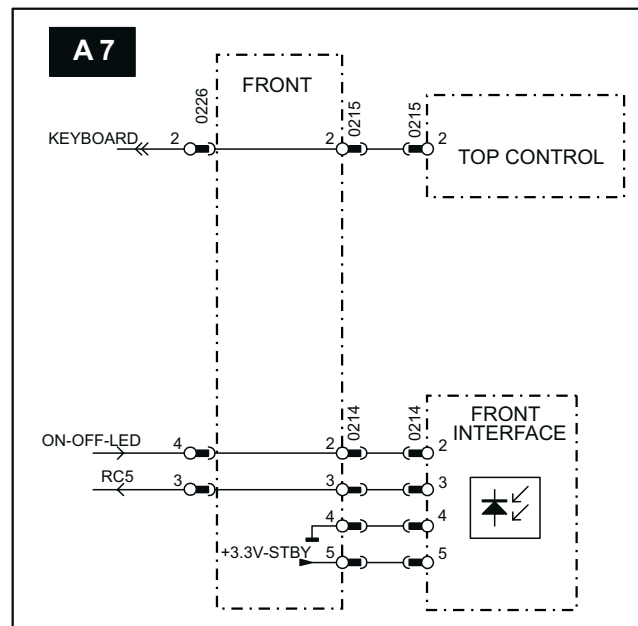 A 7
FRONT
0226
0215
0215
KEYBOARD 2 2 2
TOP CONTROL
0214
0214
FRONT
INTERFACE
ON-OFF-LED 4 2 2
RC5 3 3 3
4 4
+3.3V-STBY 5 5